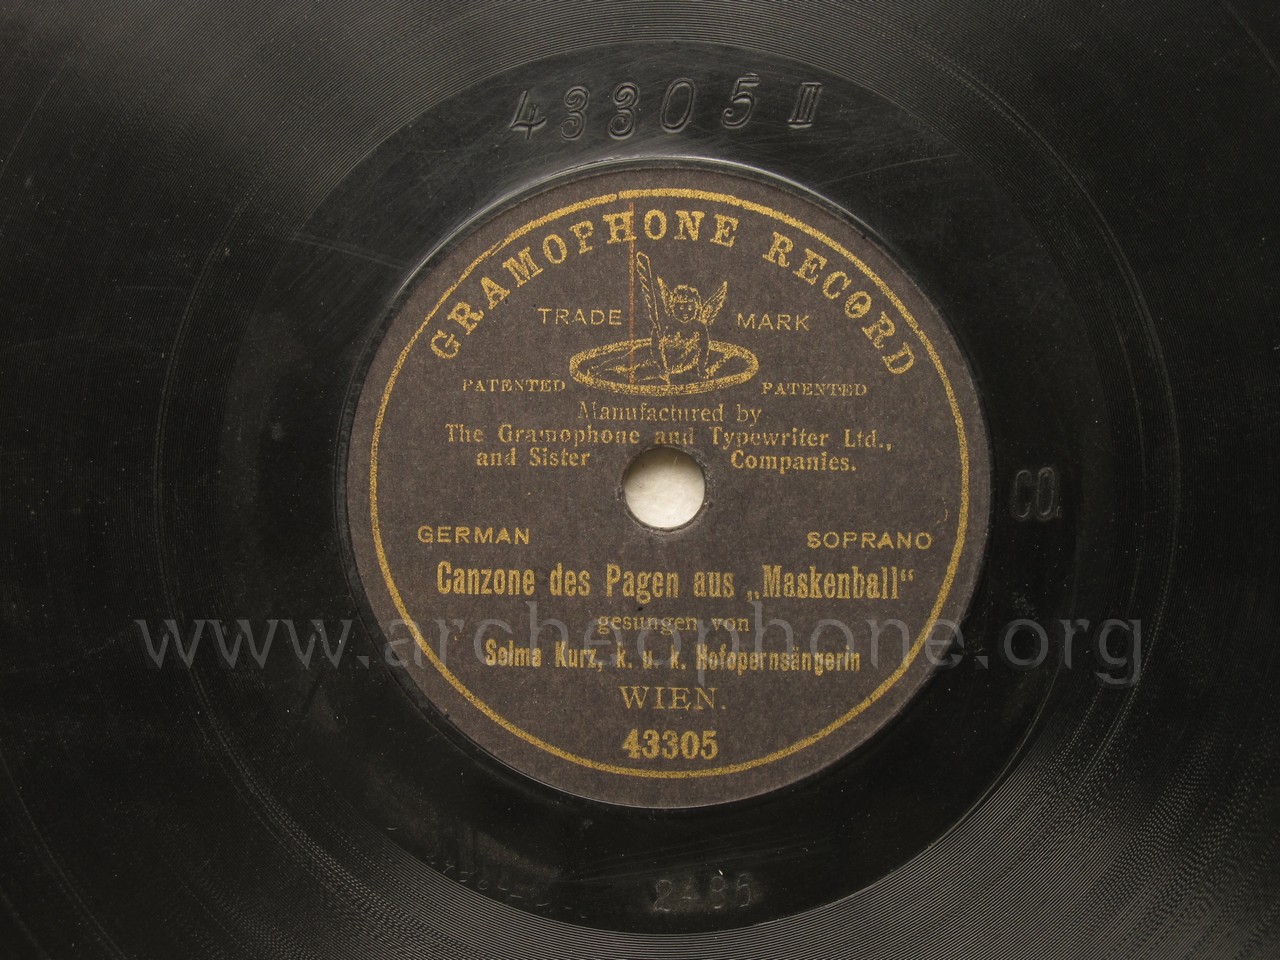 43305 II
GRAMOPHONE RECORD
TRADE MARK
PATENTED PATENTED
Manufactured by
The Gramophone and Typewriter Ltd.,
and Sister Companies.
CO.
GERMAN SOPRANO
Canzone des Pagen aus „Maskenball“
gesungen von
www.archeophone.org
Selma Kurz, k. u. k. Hofopernsängerin
WIEN.
43305